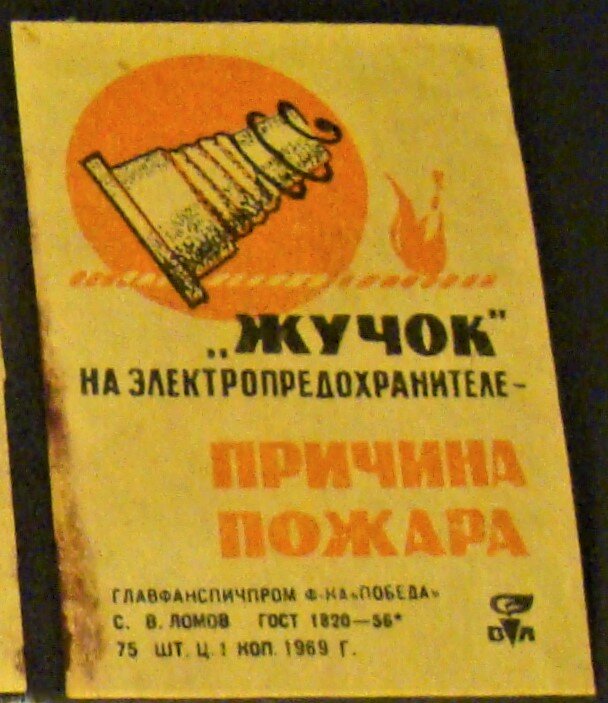 „ЖУЧОК"
НА ЭЛЕКТРОПРЕДОХРАНИТЕЛЕ–
ПРИЧИНА
ПОЖАРА
ГЛАВФАНСПИЧПРОМ Ф-КА «ПОБЕДА»
С. В. ЛОМОВ ГОСТ 1820—56*
75 ШТ. Ц. 1 КОП. 1969 Г.